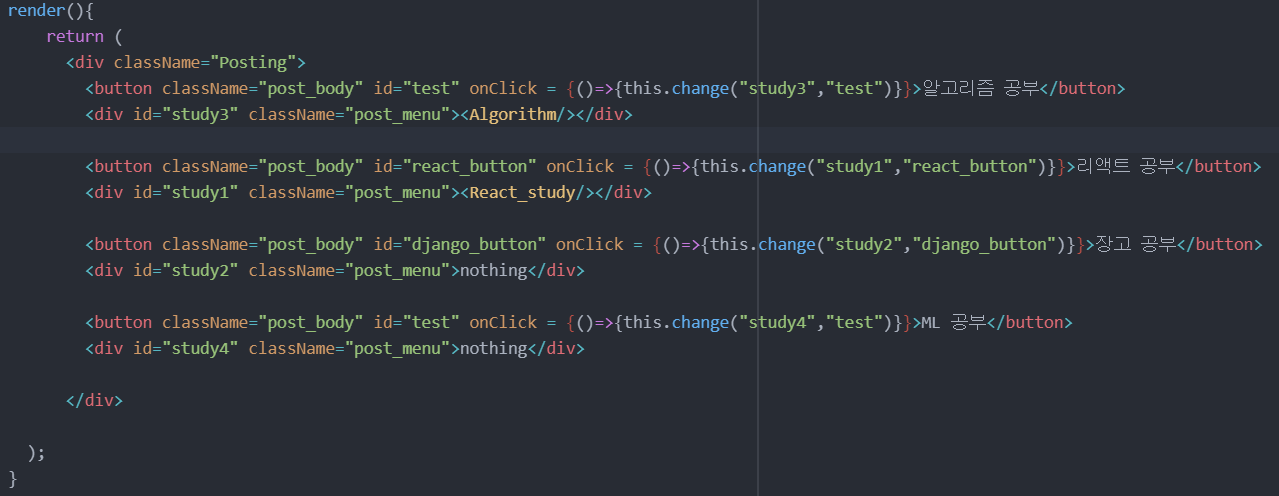 render(){
return (
<div className="Posting">
<button className="post_body" id="test" onClick = {()=>{this.change("study3","test")}}>알고리즘 공부</button>
<div id="study3" className="post_menu"><Algorithm/></div>
<button className="post_body" id="react_button" onClick = {()=>{this.change("study1","react_button")}}>리액트 공부</button>
<div id="study1" className="post_menu"><React_study/></div>
<button className="post_body" id="django_button" onClick = {()=>{this.change("study2","django_button")}}>장고 공부</button>
<div id="study2" className="post_menu">nothing</div>
<button className="post_body" id="test" onClick = {()=>{this.change("study4","test")}}>ML 공부</button>
<div id="study4" className="post_menu">nothing</div>
</div>
);
}